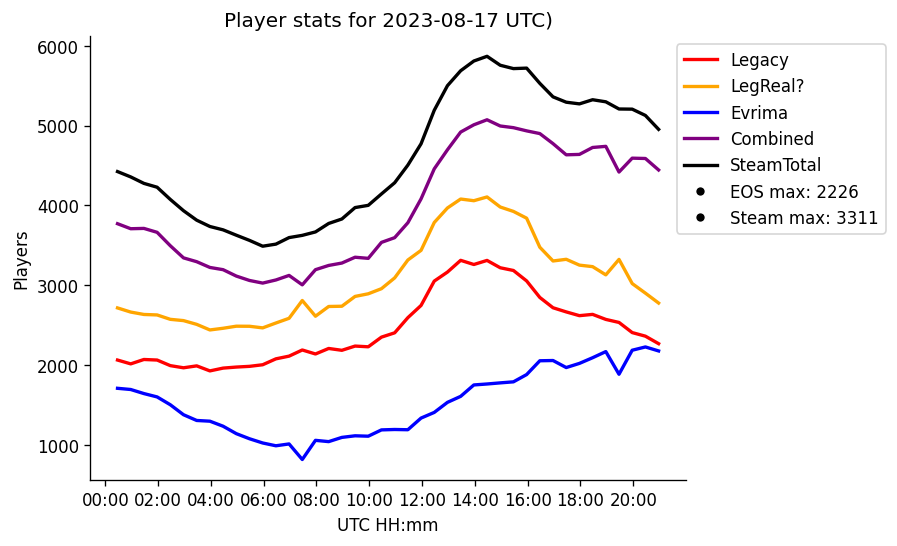 Player stats for 2023-08-17 UTC)
6000
5000
4000
3000
2000
1000
Players
00:00 02:00 04:00 06:00 08:00 10:00 12:00 14:00 16:00 18:00 20:00
UTC HH:mm
Legacy
LegReal?
Evrima
Combined
SteamTotal
EOS max: 2226
Steam max: 3311